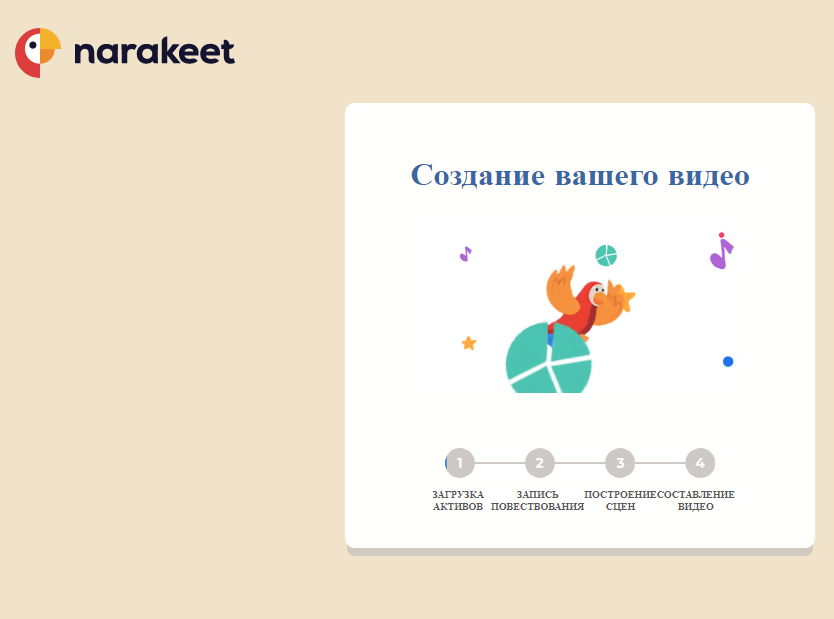 narakeet
Создание вашего видео
1 2 3 4
ЗАГРУЗКА ЗАПИСЬ ПОСТРОЕНИЕ СОСТАВЛЕНИЕ
АКТИВОВ ПОВЕСТВОВАНИЯ СЦЕН ВИДЕО